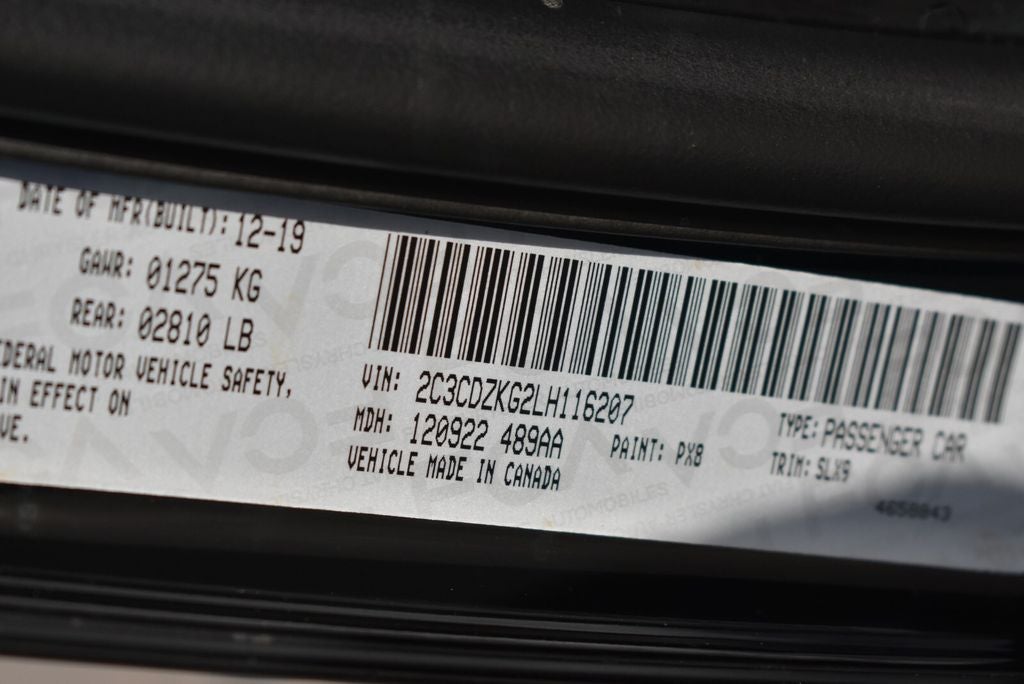 DATE OF MFR(BUILT): 12-19
GAWR: 01275 KG
REAR: 02810 LB
EDERAL MOTOR VEHICLE SAFETY,
IN EFFECT ON
VE.
VIN: 2C3CDZKG2LH116207
TYPE: PASSENGER CAR
MDH: 120922 489AA PAINT: PX8 TRIM: SLX9
VEHICLE MADE IN CANADA
4658843